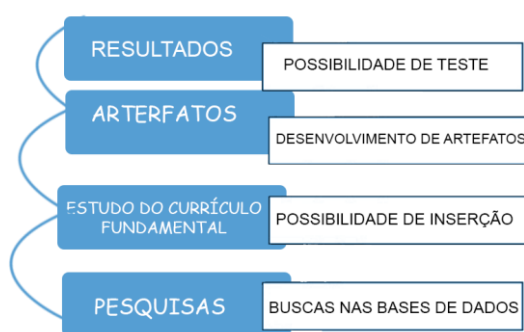 RESULTADOS
POSSIBILIDADE DE TESTE
ARTERFATOS
DESENVOLVIMENTO DE ARTEFATOS
ESTUDO DO CURRÍCULO
FUNDAMENTAL
POSSIBILIDADE DE INSERÇÃO
PESQUISAS
BUSCAS NAS BASES DE DADOS